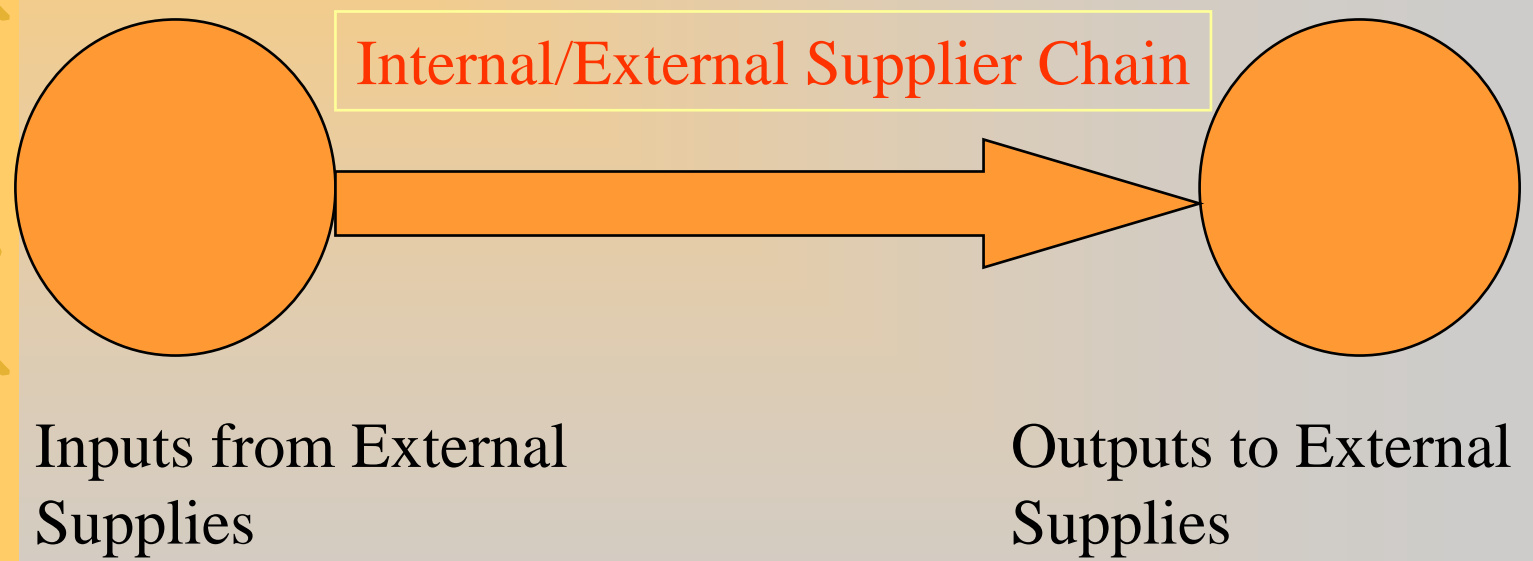 Internal/External Supplier Chain
Inputs from External
Supplies
Outputs to External
Supplies